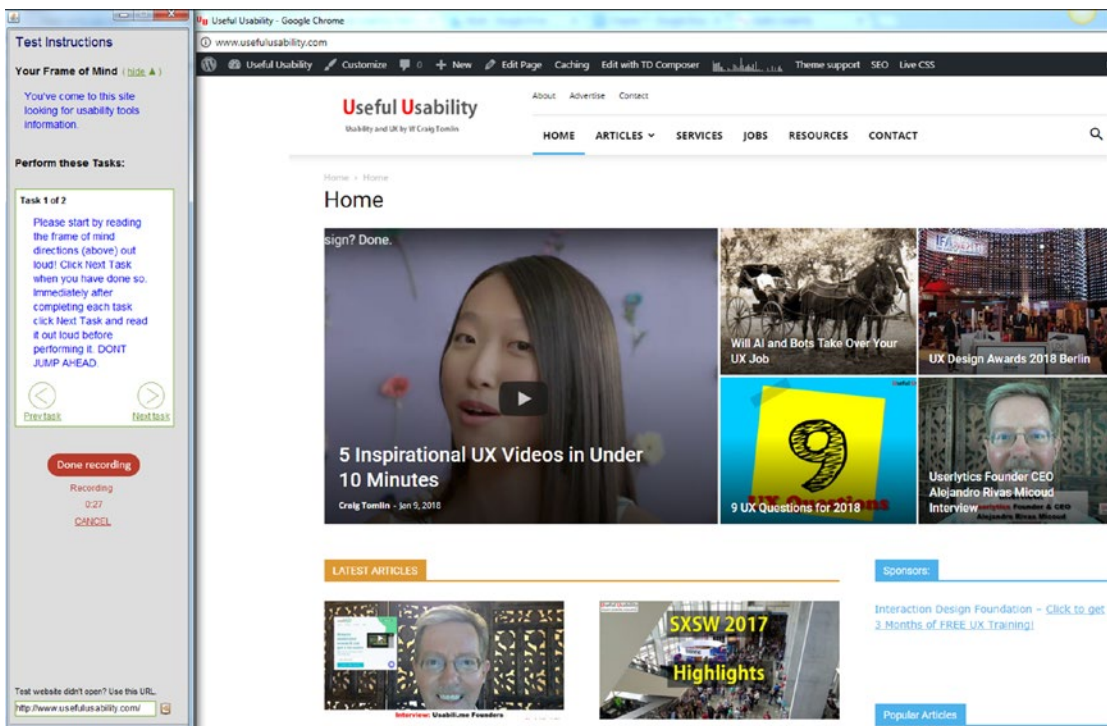 Test Instructions
Your Frame of Mind (hide ▲)
You've come to this site
looking for usability tools
information.
Perform these Tasks:
Task 1 of 2
Please start by reading
the frame of mind
directions (above) out
loud! Click Next Task
when you have done so.
Immediately after
completing each task
click Next Task and read
it out loud before
performing it. DONT
JUMP AHEAD.
Prev task
Next task
Done recording
Recording
0:27
CANCEL
Test website didn't open? Use this URL.
http://www.usefulusability.com/
Useful Usability - Google Chrome
www.usefulusability.com
Useful Usability Customize 0 + New Edit Page Caching Edit with TD Composer Theme support SEO Live CSS
Useful Usability
Usability and UX by W Craig Tomlin
About Advertise Contact
HOME ARTICLES SERVICES JOBS RESOURCES CONTACT
Home › Home
Home
sign? Done.
5 Inspirational UX Videos in Under
10 Minutes
Craig Tomlin - Jan 9, 2018
Will AI and Bots Take Over Your
UX Job
IFA
UX Design Awards 2018 Berlin
9
UX Questions
9 UX Questions for 2018
Userlytics Founder CEO
Alejandro Rivas Micoud
Interview
Userlytics Founder & CEO
Alejandro Rivas Micoud
LATEST ARTICLES
Interview: Usabili.me Founders
SXSW 2017
Highlights
Sponsors:
Interaction Design Foundation – Click to get
3 Months of FREE UX Training!
Popular Articles